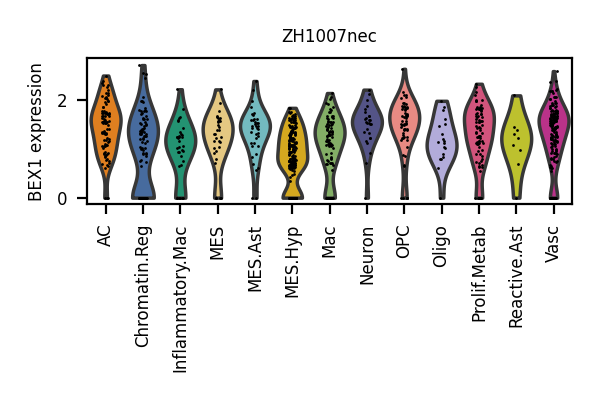 ZH1007nec
BEX1 expression
2
0
AC
Chromatin.Reg
Inflammatory.Mac
MES
MES.Ast
MES.Hyp
Mac
Neuron
OPC
Oligo
Prolif.Metab
Reactive.Ast
Vasc